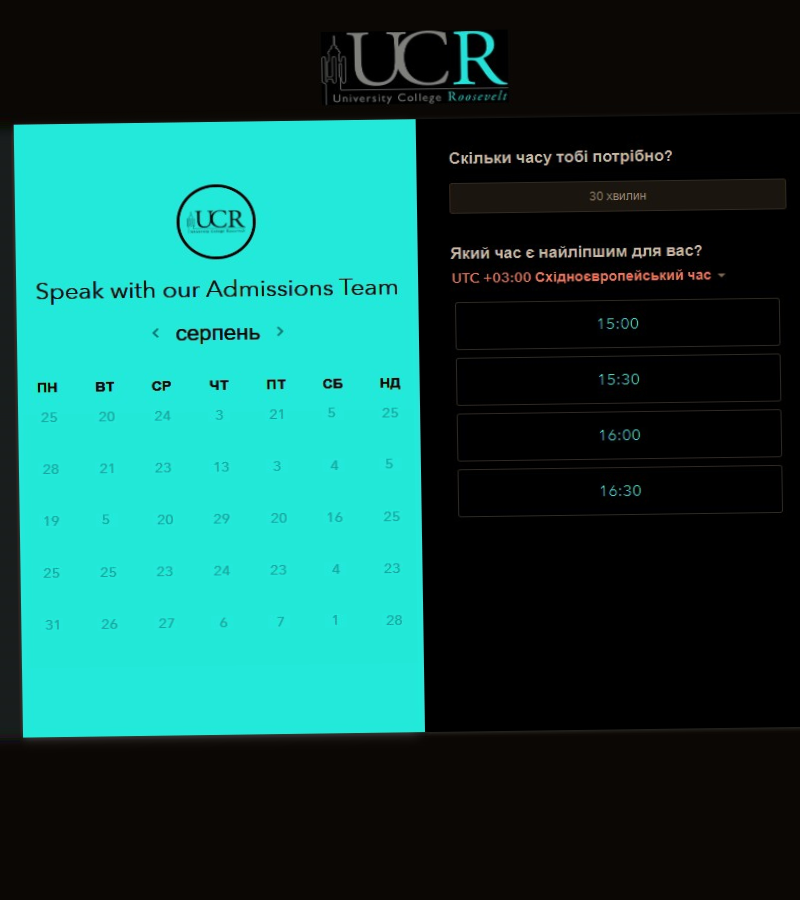 UCR
University College Roosevelt
UCR
University College Roosevelt
Speak with our Admissions Team
серпень
ПН ВТ СР ЧТ ПТ СБ НД
25 20 24 3 21 5 25
28 21 23 13 3 4 5
19 5 20 29 20 16 25
25 25 23 24 23 4 23
31 26 27 6 7 1 28
Скільки часу тобі потрібно?
30 хвилин
Який час є найліпшим для вас?
UTC +03:00 Східноєвропейський час
15:00
15:30
16:00
16:30